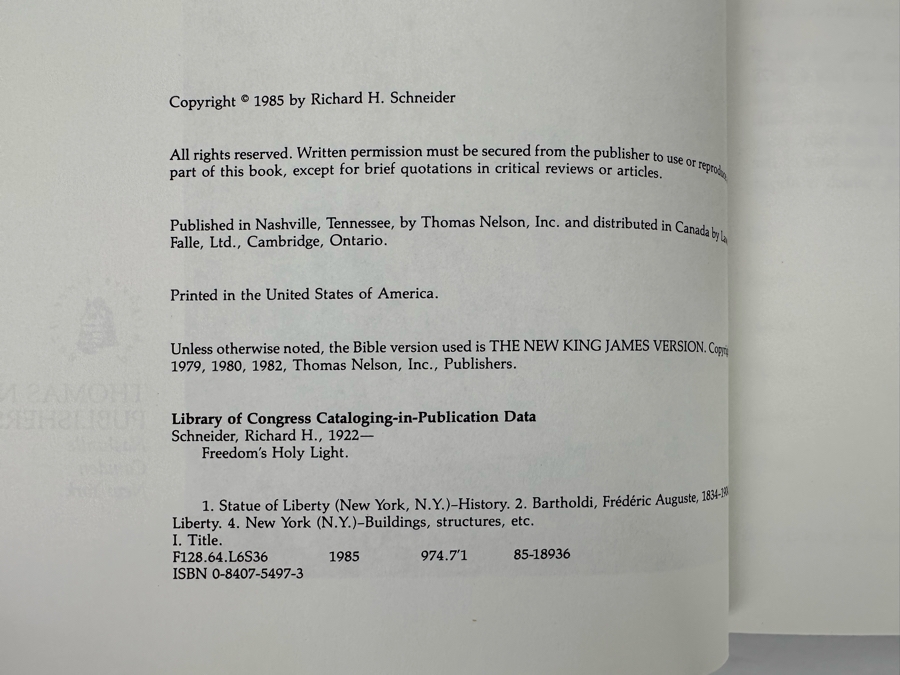 Copyright © 1985 by Richard H. Schneider
All rights reserved. Written permission must be secured from the publisher to use or
part of this book, except for brief quotations in critical reviews or articles.
Published in Nashville, Tennessee, by Thomas Nelson, Inc. and distributed in Canada by
Falle, Ltd., Cambridge, Ontario.
Printed in the United States of America.
Unless otherwise noted, the Bible version used is THE NEW KING JAMES VERSION.
1979, 1980, 1982, Thomas Nelson, Inc., Publishers.
Library of Congress Cataloging-in-Publication Data
Schneider, Richard H., 1922—
Freedom's Holy Light.
1. Statue of Liberty (New York, N.Y.)–History. 2. Bartholdi, Frédéric Auguste,
Liberty. 4. New York (N.Y.)–Buildings, structures, etc.
I. Title.
F128.64.L6S36 1985 974.7'1 85-18936
ISBN 0-8407-5497-3